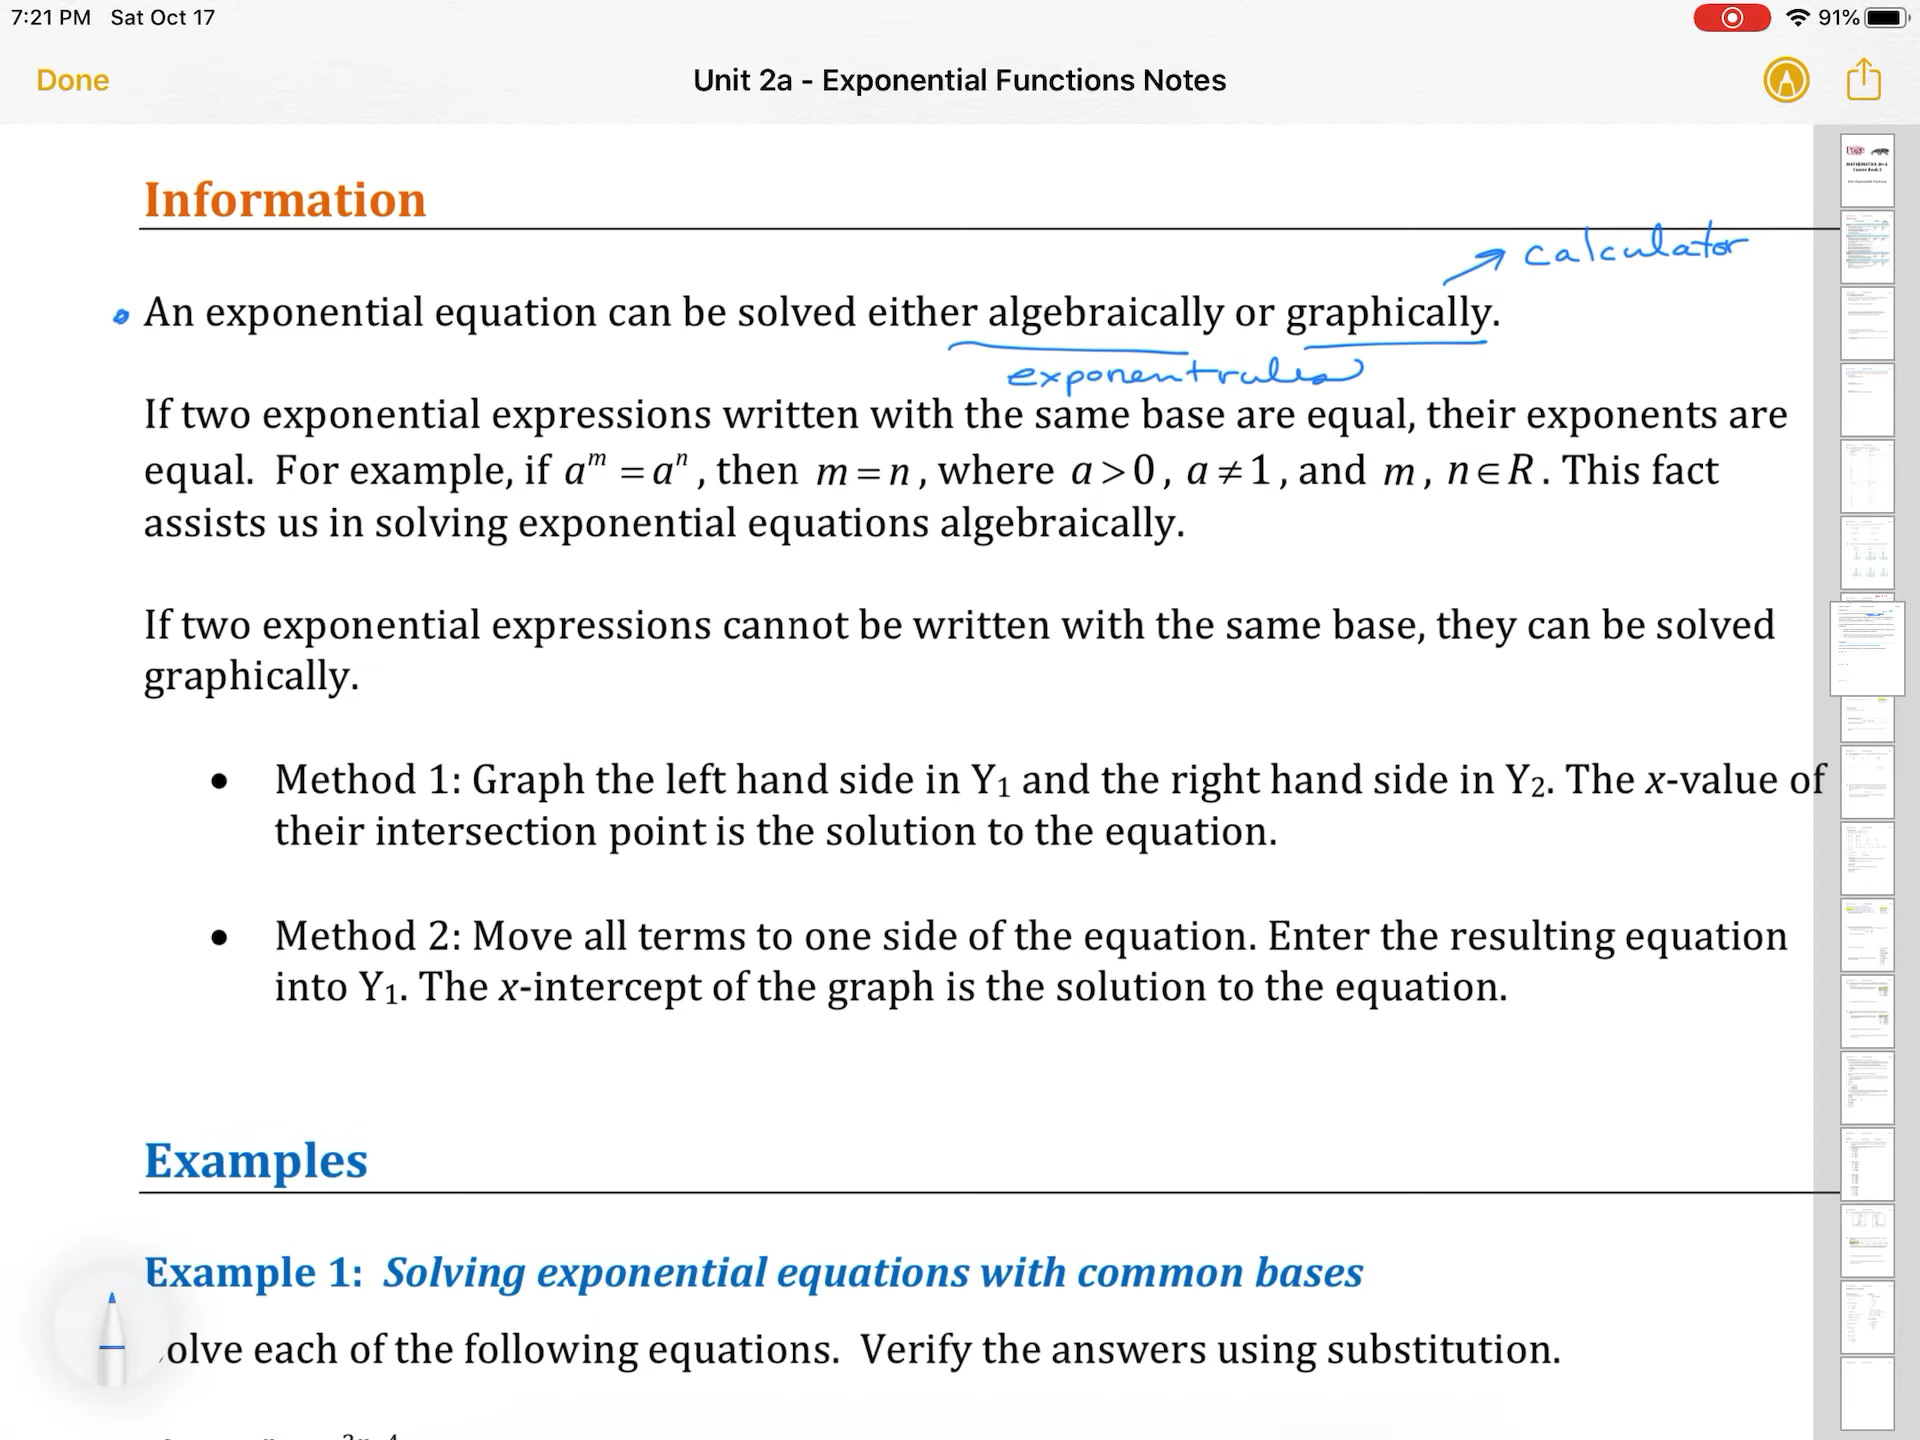 7:21 PM Sat Oct 17
91%
Done
Unit 2a - Exponential Functions Notes
Information
calculator
An exponential equation can be solved either algebraically or graphically.
exponent rules
If two exponential expressions written with the same base are equal, their exponents are
equal. For example, if aᵐ = aⁿ, then m = n, where a > 0, a ≠ 1, and m, n ∈ R. This fact
assists us in solving exponential equations algebraically.
If two exponential expressions cannot be written with the same base, they can be solved
graphically.
• Method 1: Graph the left hand side in Y₁ and the right hand side in Y₂. The x-value of
their intersection point is the solution to the equation.
• Method 2: Move all terms to one side of the equation. Enter the resulting equation
into Y₁. The x-intercept of the graph is the solution to the equation.
Examples
Example 1: Solving exponential equations with common bases
olve each of the following equations. Verify the answers using substitution.